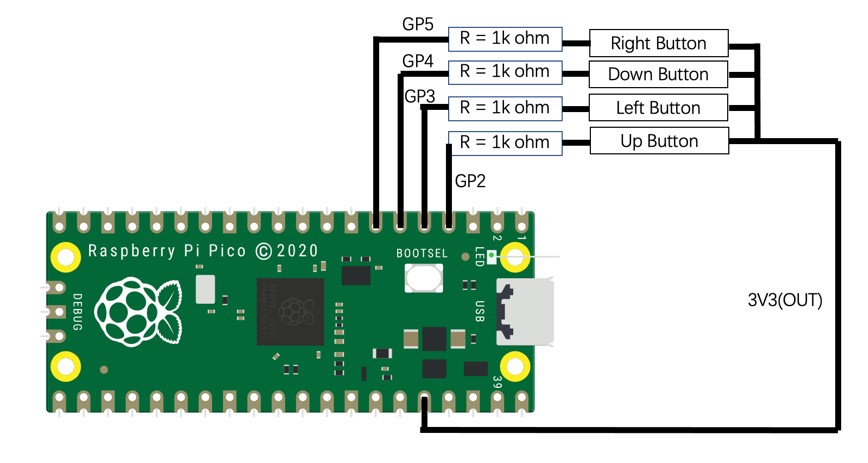 GP5
R = 1k ohm
Right Button
GP4
R = 1k ohm
Down Button
GP3
R = 1k ohm
Left Button
R = 1k ohm
Up Button
GP2
2
1
Raspberry Pi Pico © 2020
BOOTSEL
LED
DEBUG
USB
3V3(OUT)
39